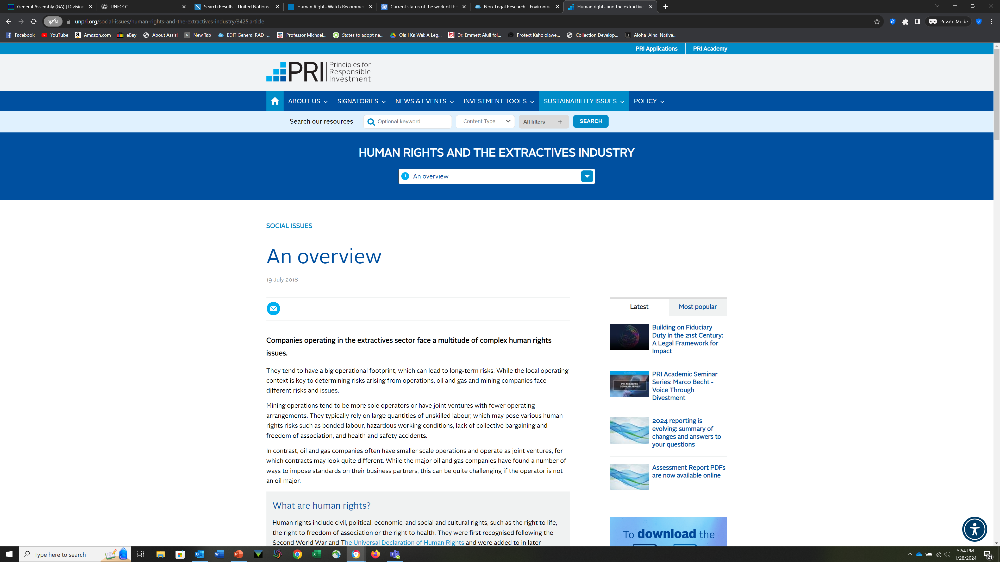 General Assembly (GA) | Division
UNFCCC
Search Results - United Nations
Human Rights Watch Recommen
Current status of the work of the
Non-Legal Research - Environme
Human rights and the extractive
VPN
unpri.org/social-issues/human-rights-and-the-extractives-industry/3425.article
Private Mode
Facebook
YouTube
Amazon.com
eBay
About Assisi
New Tab
EDIT General RAD -...
Professor Michael...
States to adopt ne...
Ola I Ka Wai: A Leg...
Dr. Emmett Aluli fol...
Protect Kahoʻolawe...
Collection Develop...
Aloha ʻĀina: Native...
PRI Applications
PRI Academy
PRI
Principles for
Responsible
Investment
ABOUT US
SIGNATORIES
NEWS & EVENTS
INVESTMENT TOOLS
SUSTAINABILITY ISSUES
POLICY
Search our resources
Optional keyword
Content Type
All filters +
SEARCH
HUMAN RIGHTS AND THE EXTRACTIVES INDUSTRY
1 An overview
SOCIAL ISSUES
An overview
19 July 2018
Companies operating in the extractives sector face a multitude of complex human rights
issues.
They tend to have a big operational footprint, which can lead to long-term risks. While the local operating
context is key to determining risks arising from operations, oil and gas and mining companies face
different risks and issues.
Mining operations tend to be more sole operators or have joint ventures with fewer operating
arrangements. They typically rely on large quantities of unskilled labour, which may pose various human
rights risks such as bonded labour, hazardous working conditions, lack of collective bargaining and
freedom of association, and health and safety accidents.
In contrast, oil and gas companies often have smaller scale operations and operate as joint ventures, for
which contracts may look quite different. While the major oil and gas companies have found a number of
ways to impose standards on their business partners, this can be quite challenging if the operator is not
an oil major.
What are human rights?
Human rights include civil, political, economic, and social and cultural rights, such as the right to life,
the right to freedom of association or the right to health. They were first recognised following the
Second World War and The Universal Declaration of Human Rights and were added to in later
Latest
Most popular
Building on Fiduciary
Duty in the 21st Century:
A Legal Framework for
Impact
PRI ACADEMIC
SEMINAR SERIES
PRI Academic Seminar
Series: Marco Becht -
Voice Through
Divestment
2024 reporting is
evolving: summary of
changes and answers to
your questions
Assessment Report PDFs
are now available online
To download the
Type here to search
5:54 PM
1/28/2024
21